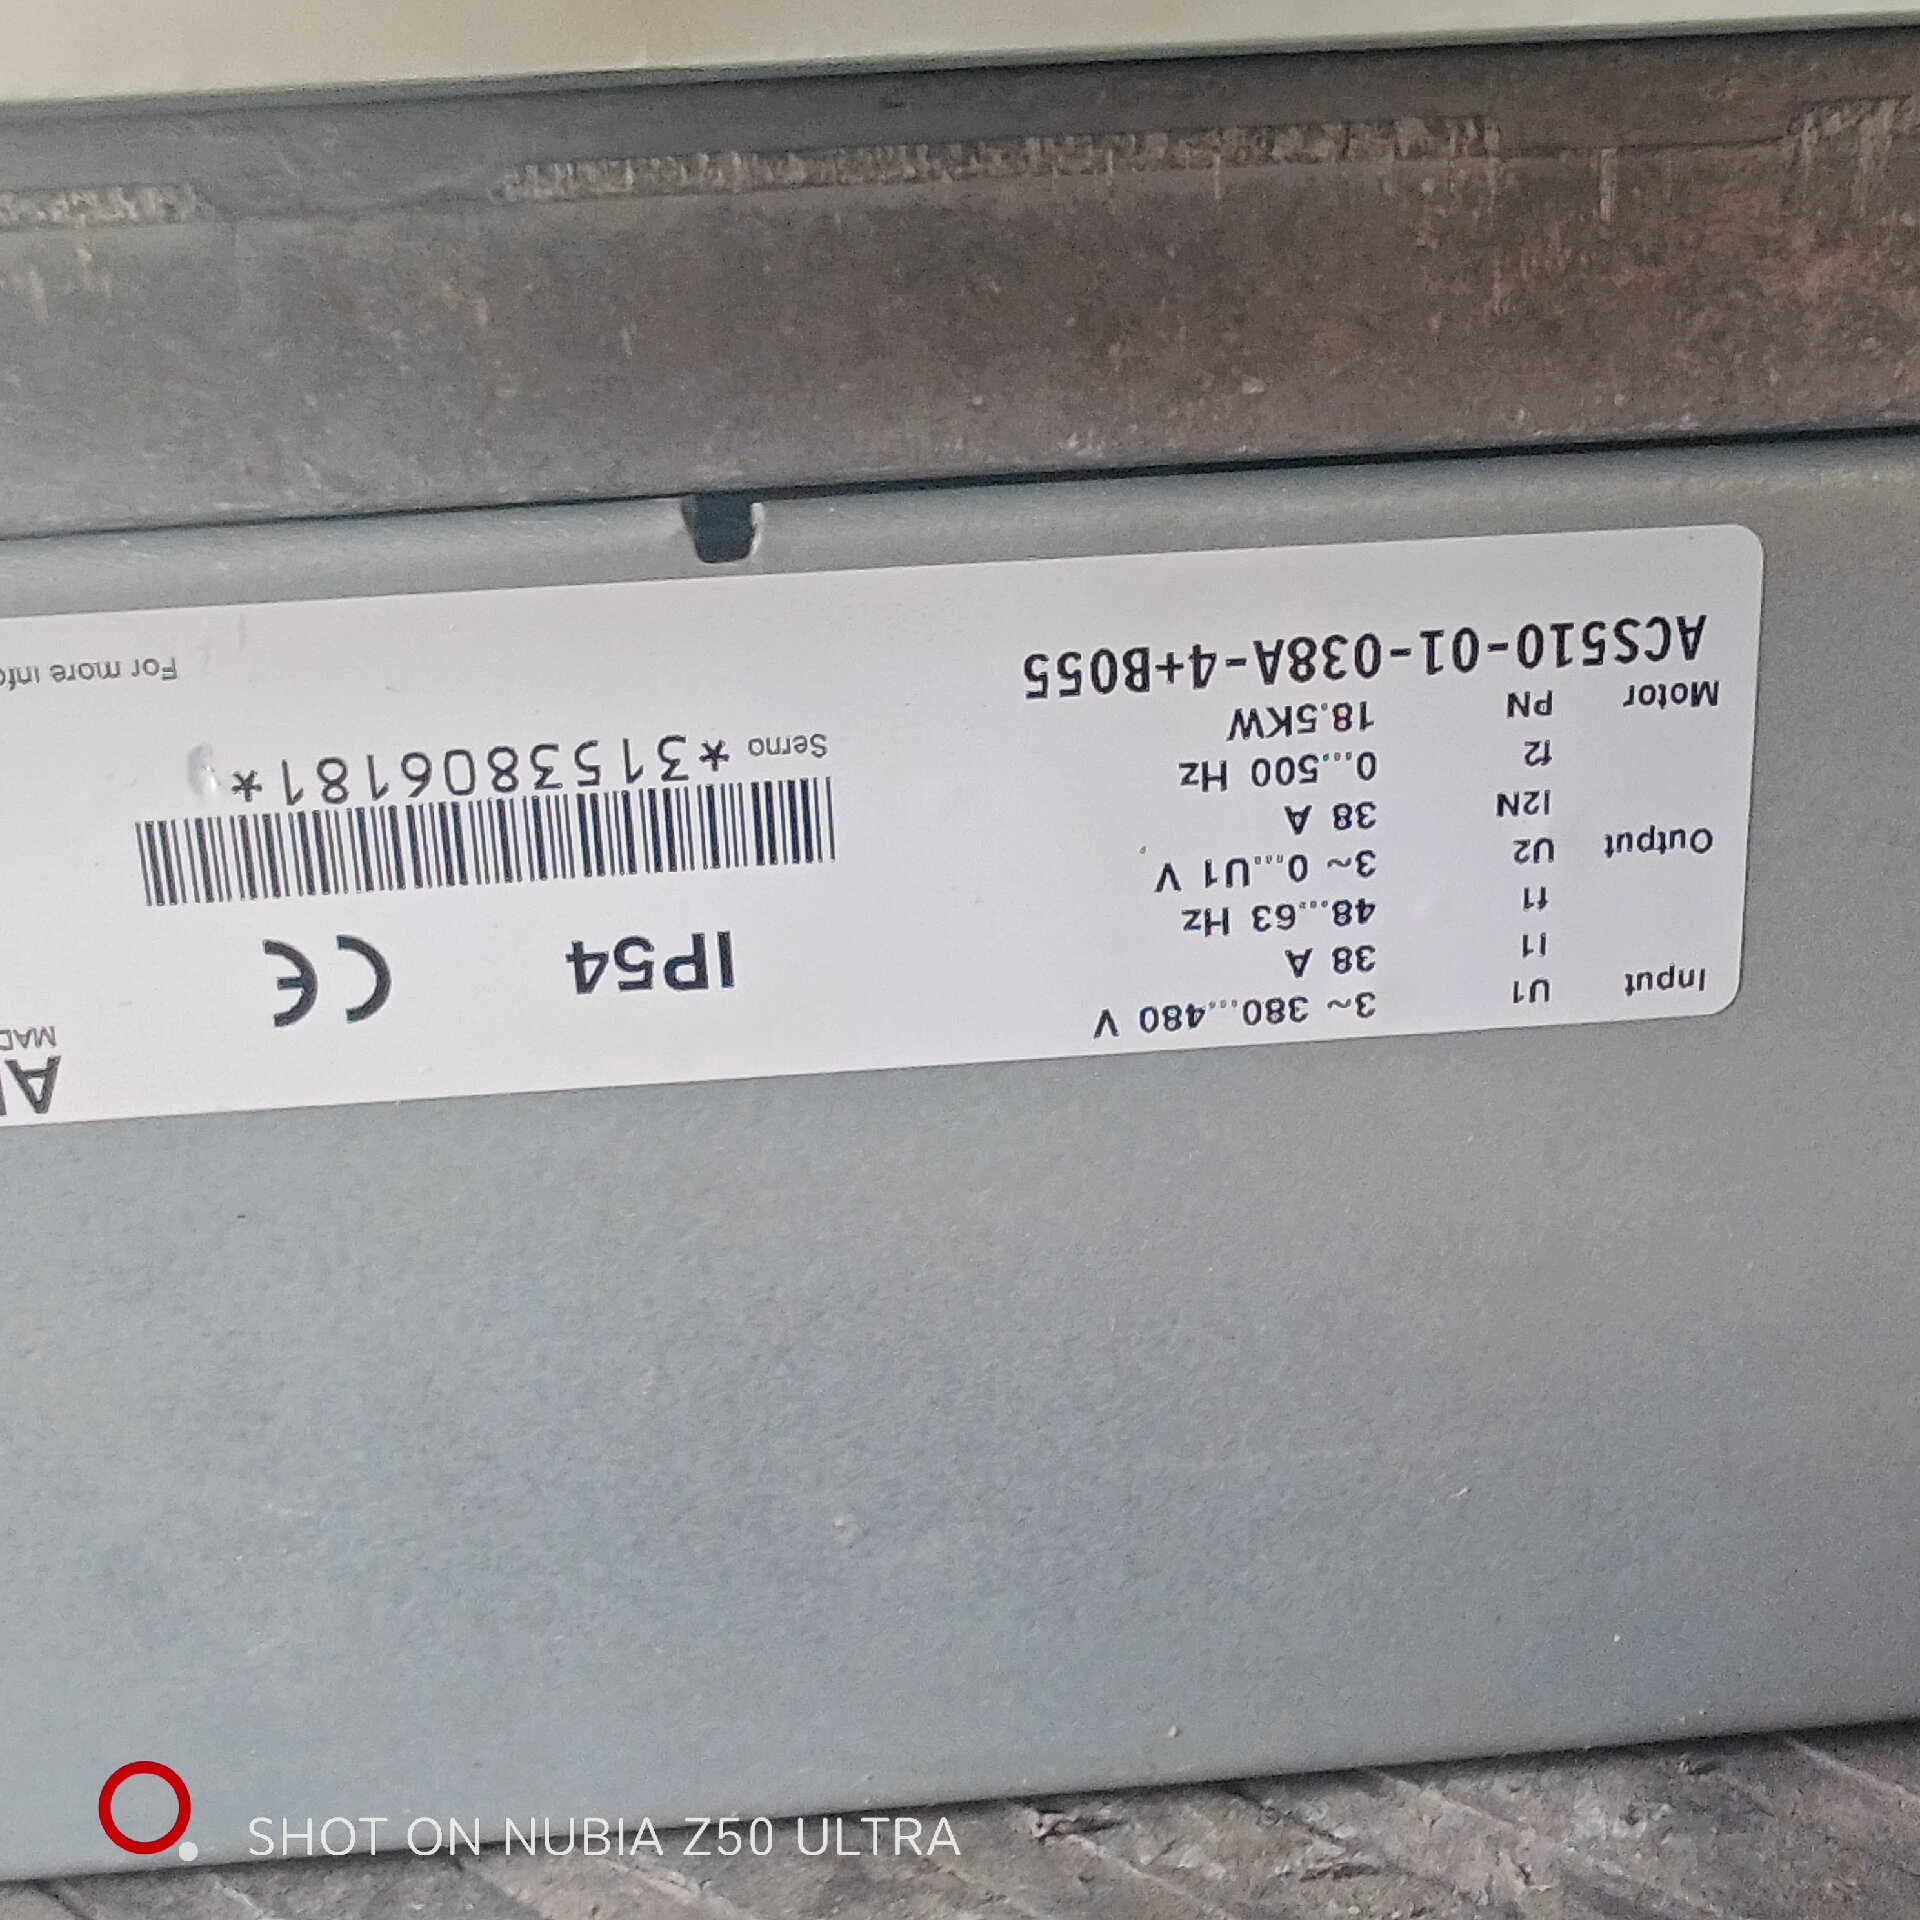 Input U1 3~ 380...480 V
I1 38 A
f1 48...63 Hz
Output U2 3~ 0...U1 V
I2N 38 A
f2 0...500 Hz
Motor PN 18.5KW
ACS510-01-038A-4+B055
IP54 CE
Serno *3153806181*
For more
SHOT ON NUBIA Z50 ULTRA